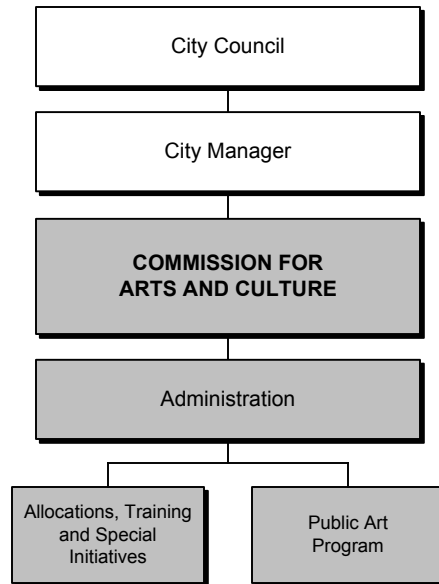 City Council
City Manager
COMMISSION FOR
ARTS AND CULTURE
Administration
Allocations, Training
and Special
Initiatives
Public Art
Program